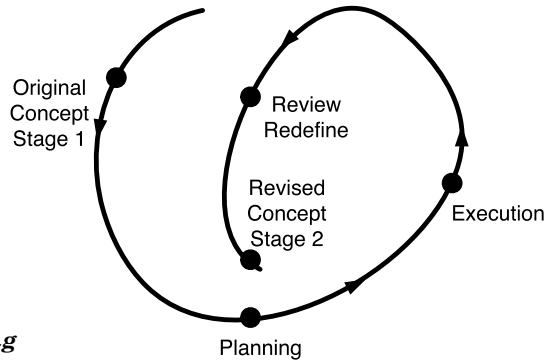 Original
Concept
Stage 1
Review
Redefine
Revised
Concept
Stage 2
Execution
Planning
g